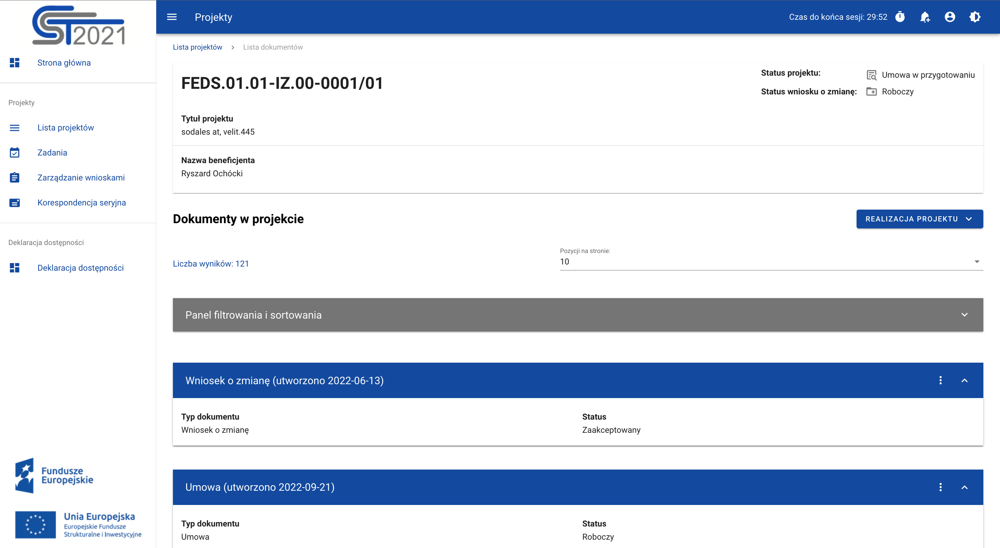 CST2021
Projekty
Czas do końca sesji: 29:52
Strona główna
Projekty
Lista projektów
Zadania
Zarządzanie wnioskami
Korespondencja seryjna
Deklaracja dostępności
Deklaracja dostępności
Fundusze
Europejskie
Unia Europejska
Europejskie Fundusze
Strukturalne i Inwestycyjne
Lista projektów > Lista dokumentów
FEDS.01.01-IZ.00-0001/01
Status projektu: Umowa w przygotowaniu
Status wniosku o zmianę: Roboczy
Tytuł projektu
sodales at, velit.445
Nazwa beneficjenta
Ryszard Ochócki
Dokumenty w projekcie
REALIZACJA PROJEKTU
Liczba wyników: 121
Pozycji na stronie:
10
Panel filtrowania i sortowania
Wniosek o zmianę (utworzono 2022-06-13)
Typ dokumentu
Wniosek o zmianę
Status
Zaakceptowany
Umowa (utworzono 2022-09-21)
Typ dokumentu
Umowa
Status
Roboczy